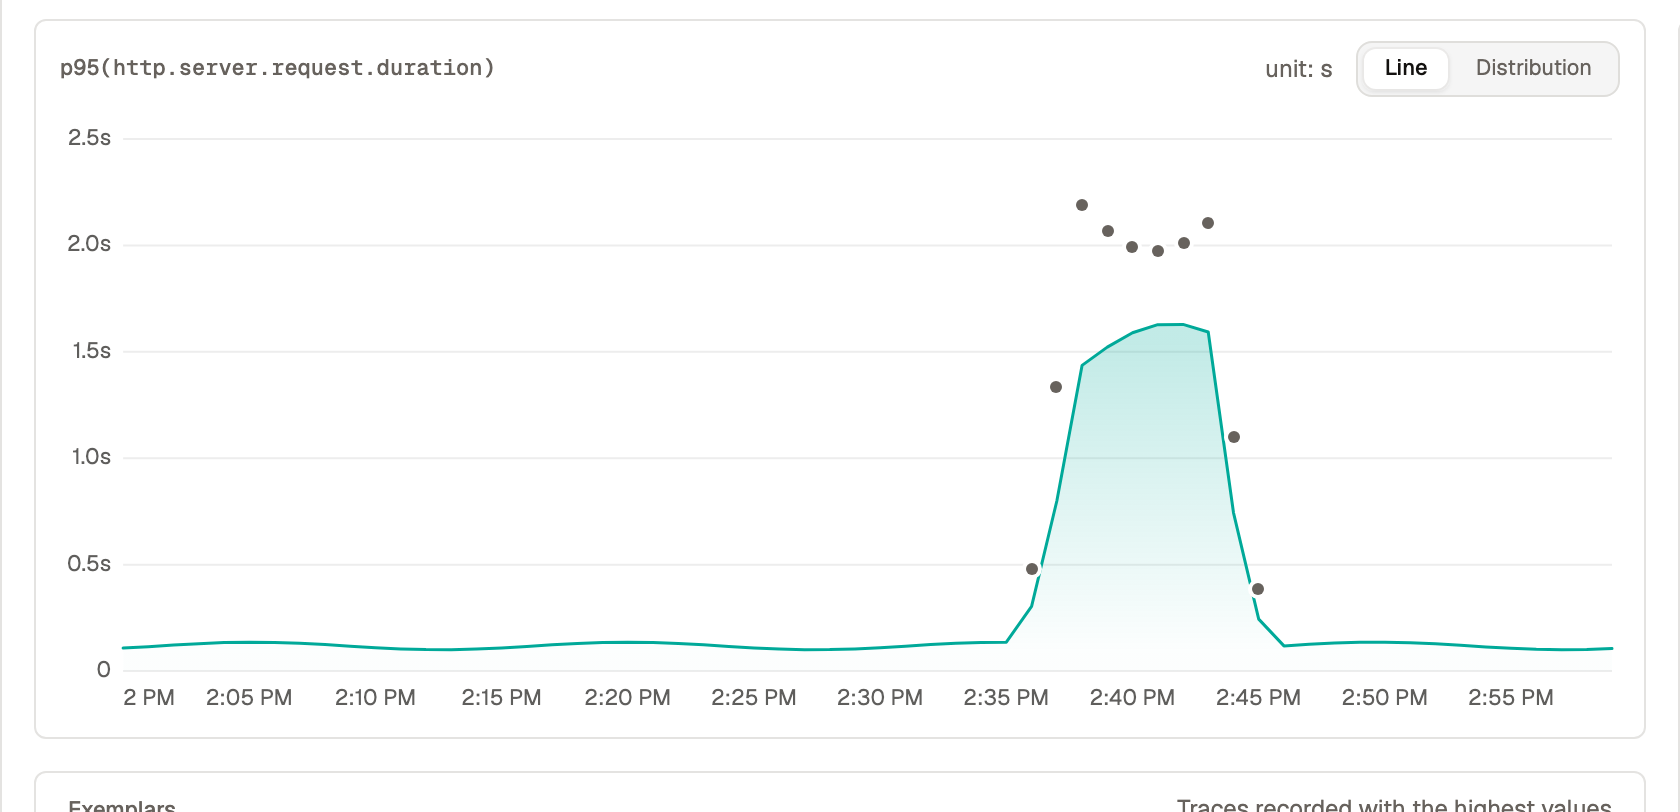 p95(http.server.request.duration)
unit: s
Line
Distribution
2.5s
2.0s
1.5s
1.0s
0.5s
0
2 PM 2:05 PM 2:10 PM 2:15 PM 2:20 PM 2:25 PM 2:30 PM 2:35 PM 2:40 PM 2:45 PM 2:50 PM 2:55 PM
Exemplars
Traces recorded with the highest values